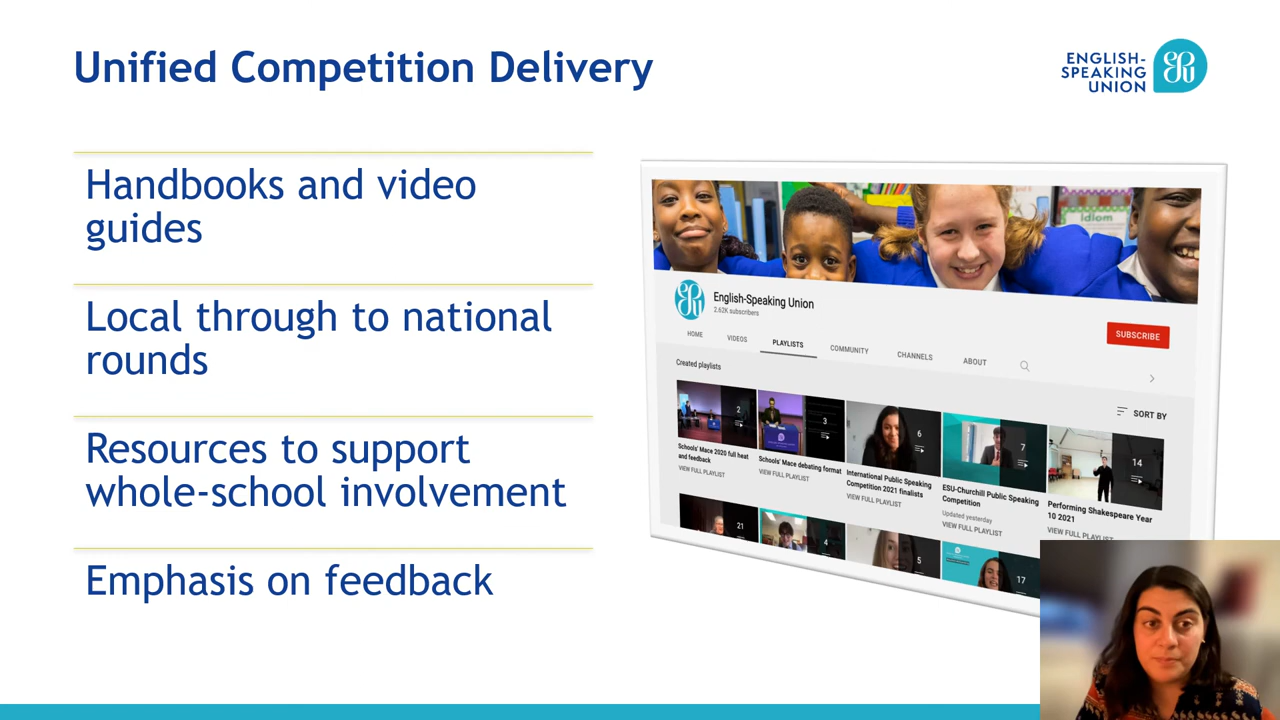 Unified Competition Delivery
ENGLISH-
SPEAKING
UNION
Handbooks and video
guides
Local through to national
rounds
Resources to support
whole-school involvement
Emphasis on feedback
Idiom
English-Speaking Union
2.62K subscribers
SUBSCRIBE
HOME VIDEOS PLAYLISTS COMMUNITY CHANNELS ABOUT
Created playlists
SORT BY
2
Schools' Mace 2020 full heat
and feedback
VIEW FULL PLAYLIST
3
Schools' Mace debating format
VIEW FULL PLAYLIST
6
International Public Speaking
Competition 2021 finalists
VIEW FULL PLAYLIST
7
ESU-Churchill Public Speaking
Competition
Updated yesterday
VIEW FULL PLAYLIST
14
Performing Shakespeare Year
10 2021
VIEW FULL PLAYLIST
21
4
5
17